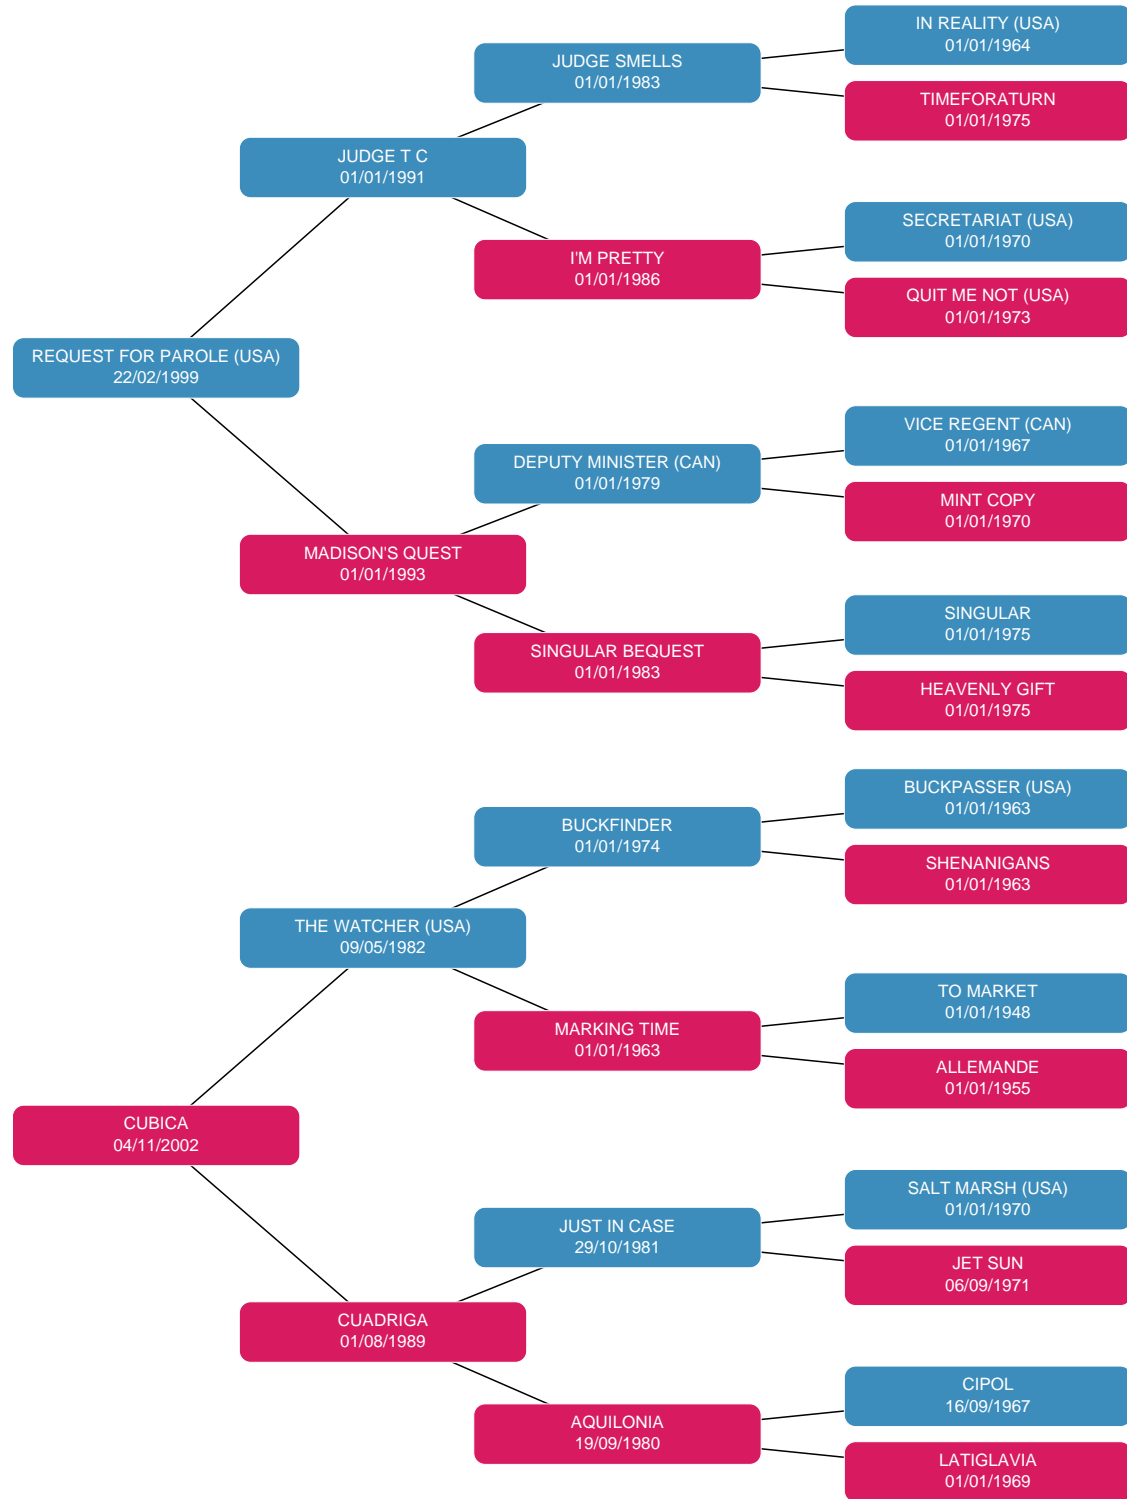 IN REALITY (USA)
01/01/1964
JUDGE SMELLS
01/01/1983
TIMEFORATURN
01/01/1975
JUDGE T C
01/01/1991
SECRETARIAT (USA)
01/01/1970
I'M PRETTY
01/01/1986
QUIT ME NOT (USA)
01/01/1973
REQUEST FOR PAROLE (USA)
22/02/1999
VICE REGENT (CAN)
01/01/1967
DEPUTY MINISTER (CAN)
01/01/1979
MINT COPY
01/01/1970
MADISON'S QUEST
01/01/1993
SINGULAR
01/01/1975
SINGULAR BEQUEST
01/01/1983
HEAVENLY GIFT
01/01/1975
BUCKPASSER (USA)
01/01/1963
BUCKFINDER
01/01/1974
SHENANIGANS
01/01/1963
THE WATCHER (USA)
09/05/1982
TO MARKET
01/01/1948
MARKING TIME
01/01/1963
ALLEMANDE
01/01/1955
CUBICA
04/11/2002
SALT MARSH (USA)
01/01/1970
JUST IN CASE
29/10/1981
JET SUN
06/09/1971
CUADRIGA
01/08/1989
CIPOL
16/09/1967
AQUILONIA
19/09/1980
LATIGLAVIA
01/01/1969